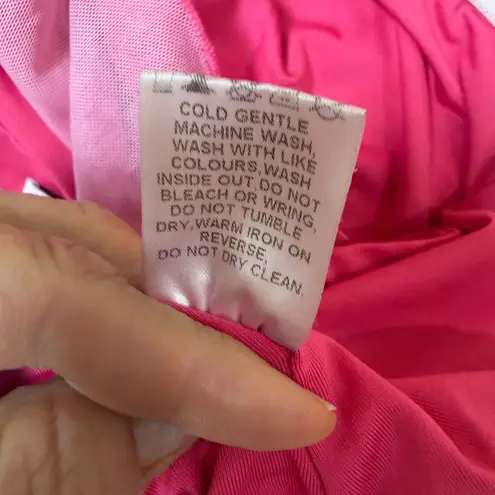 COLD GENTLE
MACHINE WASH,
WASH WITH LIKE
COLOURS,WASH
INSIDE OUT,DO NOT
BLEACH OR WRING,
DO NOT TUMBLE
DRY,WARM IRON ON
REVERSE,
DO NOT DRY CLEAN.